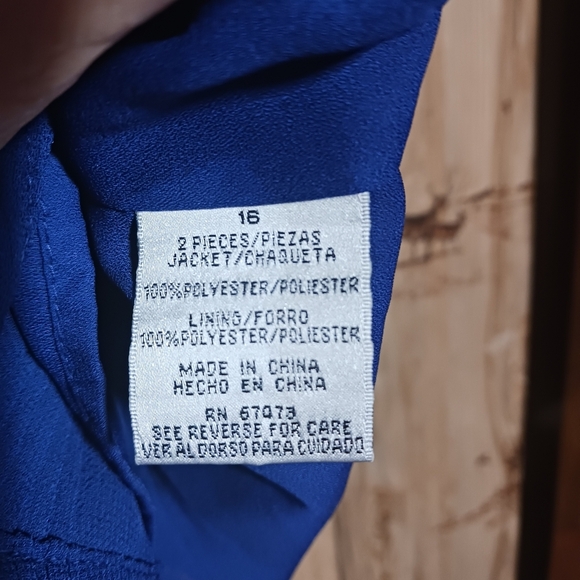 16
2 PIECES/PIEZAS
JACKET/CHAQUETA
100%POLYESTER/POLIESTER
LINING/FORRO
100%POLYESTER/POLIESTER
MADE IN CHINA
HECHO EN CHINA
RN 67473
SEE REVERSE FOR CARE
VER AL DORSO PARA CUIDADO